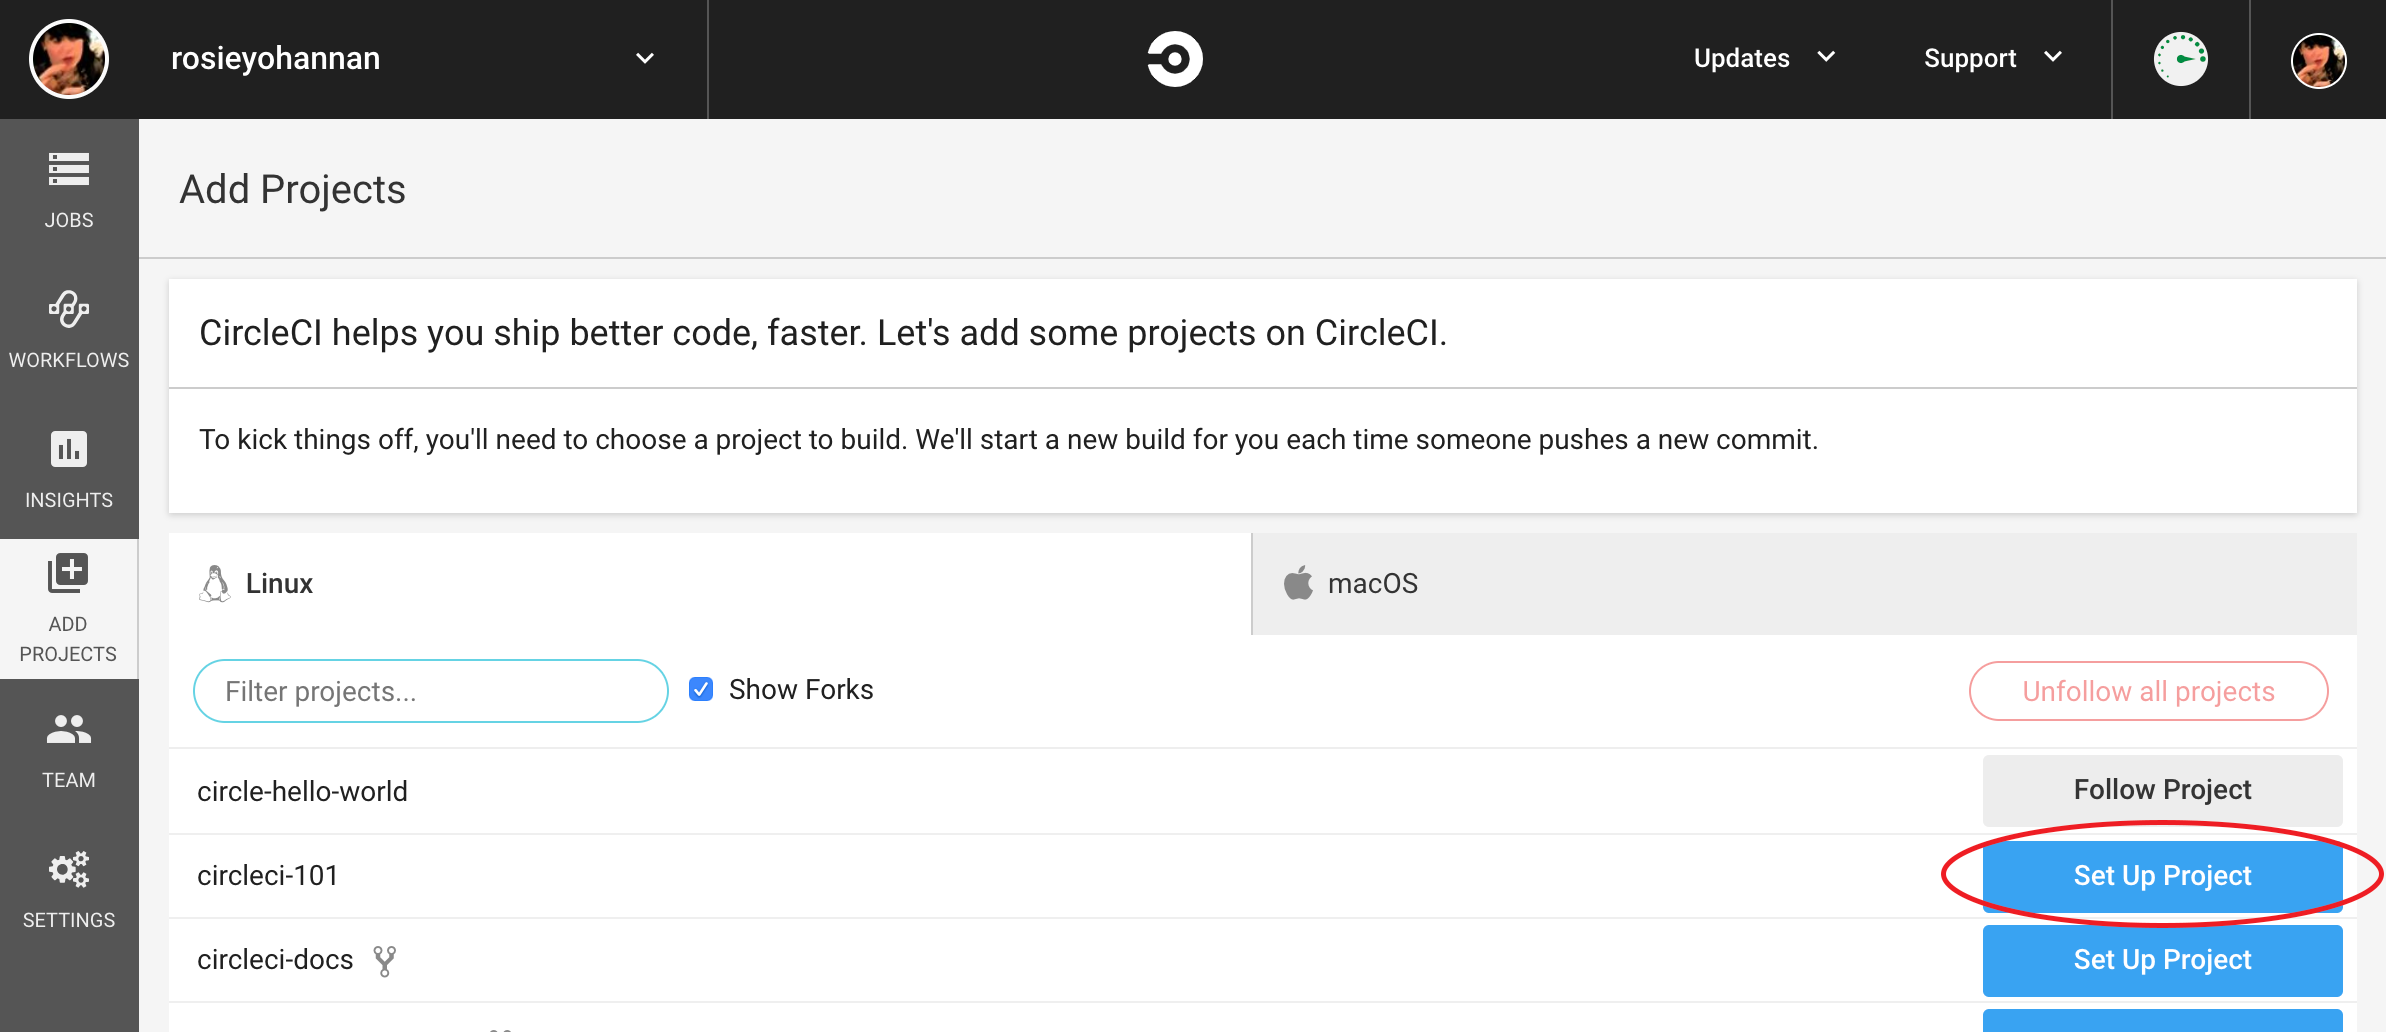 rosieyohannan
Updates
Support
JOBS
WORKFLOWS
INSIGHTS
ADD
PROJECTS
TEAM
SETTINGS
Add Projects
CircleCI helps you ship better code, faster. Let's add some projects on CircleCI.
To kick things off, you'll need to choose a project to build. We'll start a new build for you each time someone pushes a new commit.
Linux
macOS
Filter projects...
Show Forks
Unfollow all projects
circle-hello-world
Follow Project
circleci-101
Set Up Project
circleci-docs
Set Up Project